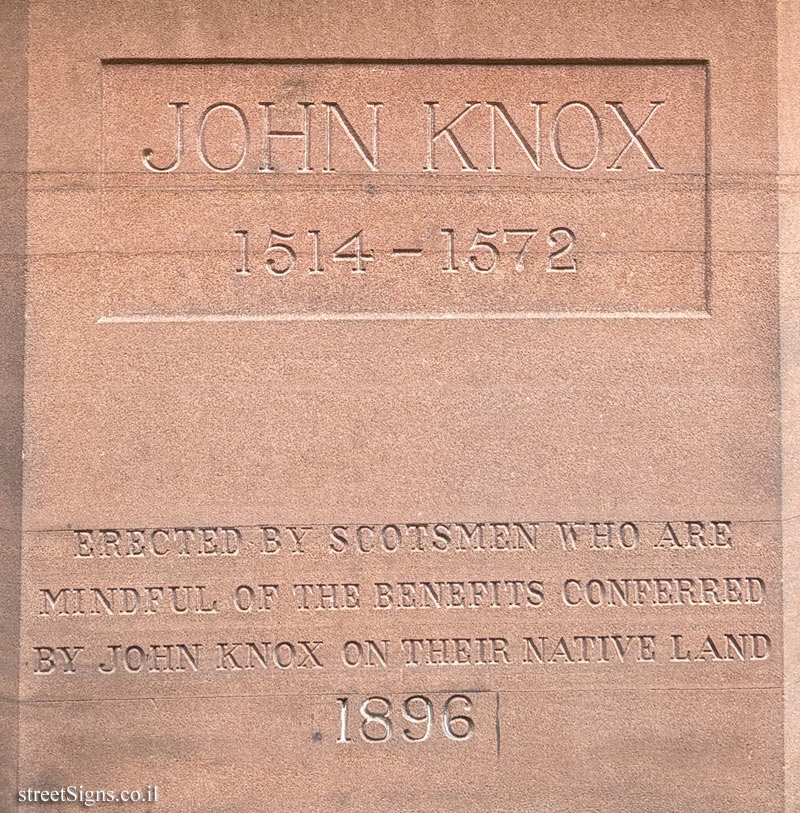 JOHN KNOX
1514 - 1572
ERECTED BY SCOTSMEN WHO ARE
MINDFUL OF THE BENEFITS CONFERRED
BY JOHN KNOX ON THEIR NATIVE LAND
1896
streetSigns.co.il